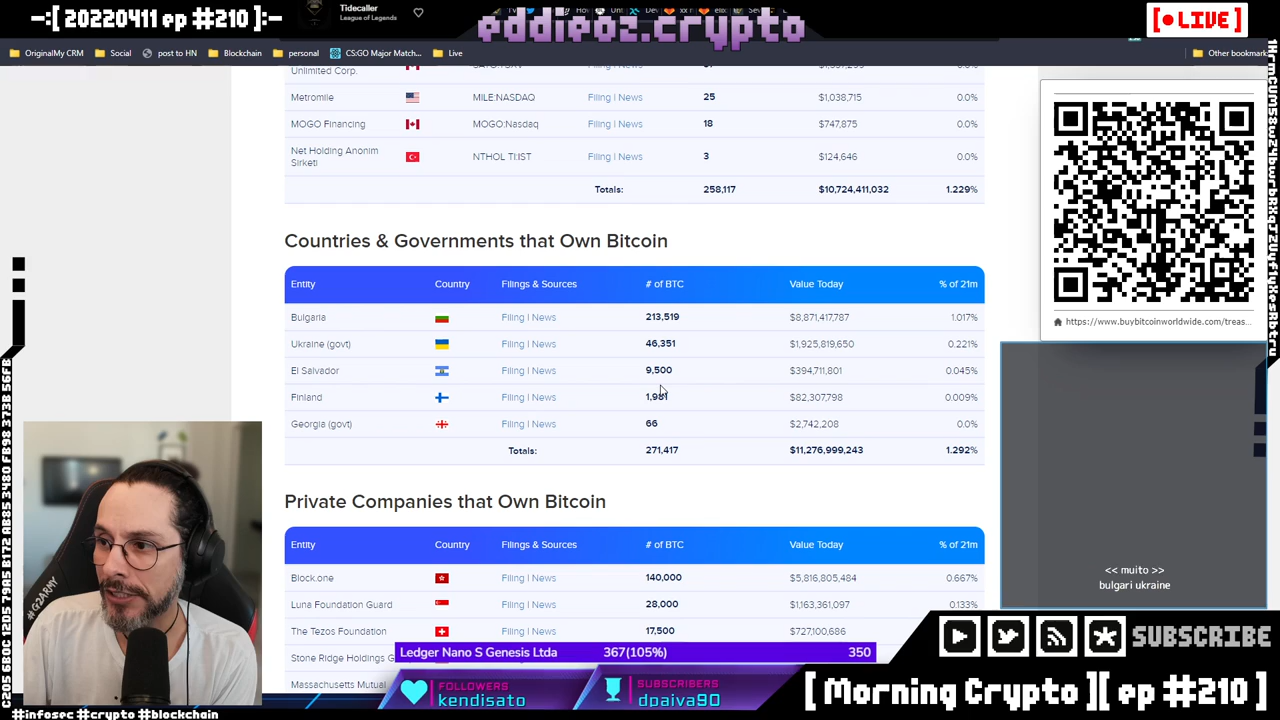 -:[ 20220411 ep #210 ]:-
Tidecaller
League of Legends
eddieoz.crypto
[● LIVE]
OriginalMy CRM
Social
post to HN
Blockchain
personal
CS:GO Major Match...
Live
Other bookmark
Unlimited Corp.
Metromile MILE:NASDAQ Filing | News 25 $1,038,715 0.0%
MOGO Financing MOGO:Nasdaq Filing | News 18 $747,875 0.0%
Net Holding Anonim Sirketi NTHOL TI:IST Filing | News 3 $124,646 0.0%
Totals: 258,117 $10,724,411,032 1.229%
Countries & Governments that Own Bitcoin
Entity Country Filings & Sources # of BTC Value Today % of 21m
Bulgaria Filing | News 213,519 $8,871,417,787 1.017%
Ukraine (govt) Filing | News 46,351 $1,925,819,650 0.221%
El Salvador Filing | News 9,500 $394,711,801 0.045%
Finland Filing | News 1,981 $82,307,798 0.009%
Georgia (govt) Filing | News 66 $2,742,208 0.0%
Totals: 271,417 $11,276,999,243 1.292%
Private Companies that Own Bitcoin
Entity Country Filings & Sources # of BTC Value Today % of 21m
Block.one Filing | News 140,000 $5,816,805,484 0.667%
Luna Foundation Guard Filing | News 28,000 $1,163,361,097 0.133%
The Tezos Foundation Filing | News 17,500 $727,100,686
Stone Ridge Holdings G
Massachusetts Mutual
https://www.buybitcoinworldwide.com/treas...
<< muito >>
bulgari ukraine
#G2ARMY
Ledger Nano S Genesis Ltda 367(105%) 350
FOLLOWERS
kendisato
SUBSCRIBERS
dpaiva90
SUBSCRIBE
[ Morning Crypto ][ ep #210 ]
#infosec #crypto #blockchain